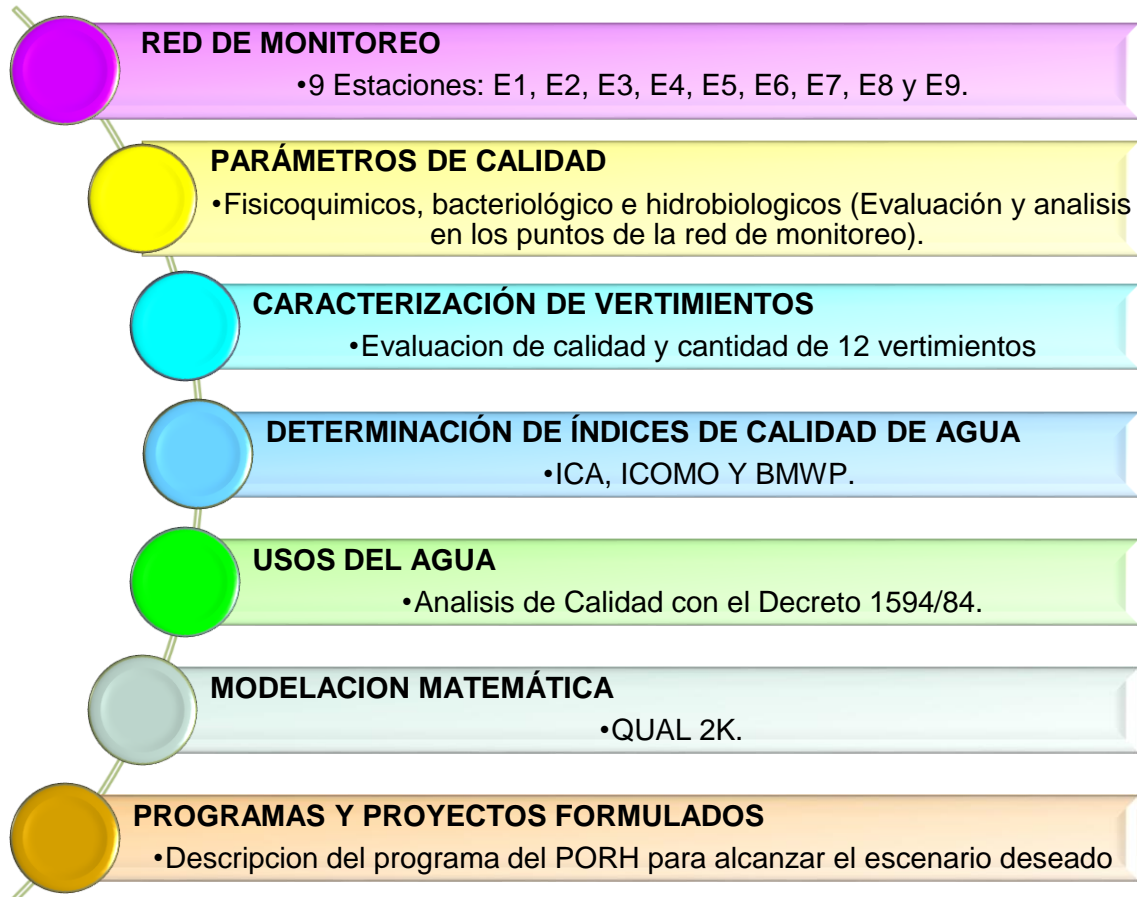 RED DE MONITOREO
•9 Estaciones: E1, E2, E3, E4, E5, E6, E7, E8 y E9.
PARÁMETROS DE CALIDAD
•Fisicoquimicos, bacteriológico e hidrobiologicos (Evaluación y analisis
en los puntos de la red de monitoreo).
CARACTERIZACIÓN DE VERTIMIENTOS
•Evaluacion de calidad y cantidad de 12 vertimientos
DETERMINACIÓN DE ÍNDICES DE CALIDAD DE AGUA
•ICA, ICOMO Y BMWP.
USOS DEL AGUA
•Analisis de Calidad con el Decreto 1594/84.
MODELACION MATEMÁTICA
•QUAL 2K.
PROGRAMAS Y PROYECTOS FORMULADOS
•Descripcion del programa del PORH para alcanzar el escenario deseado